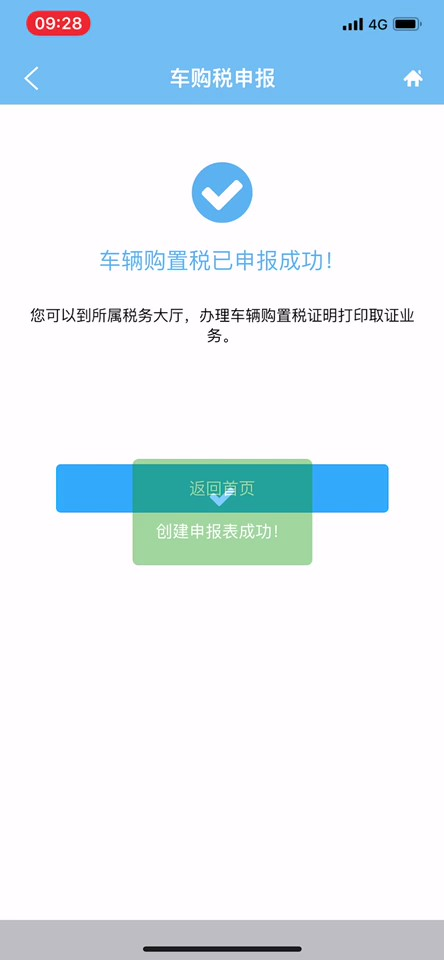 09:28
4G
车购税申报
车辆购置税已申报成功！
您可以到所属税务大厅，办理车辆购置税证明打印取证业
务。
返回首页
创建申报表成功！